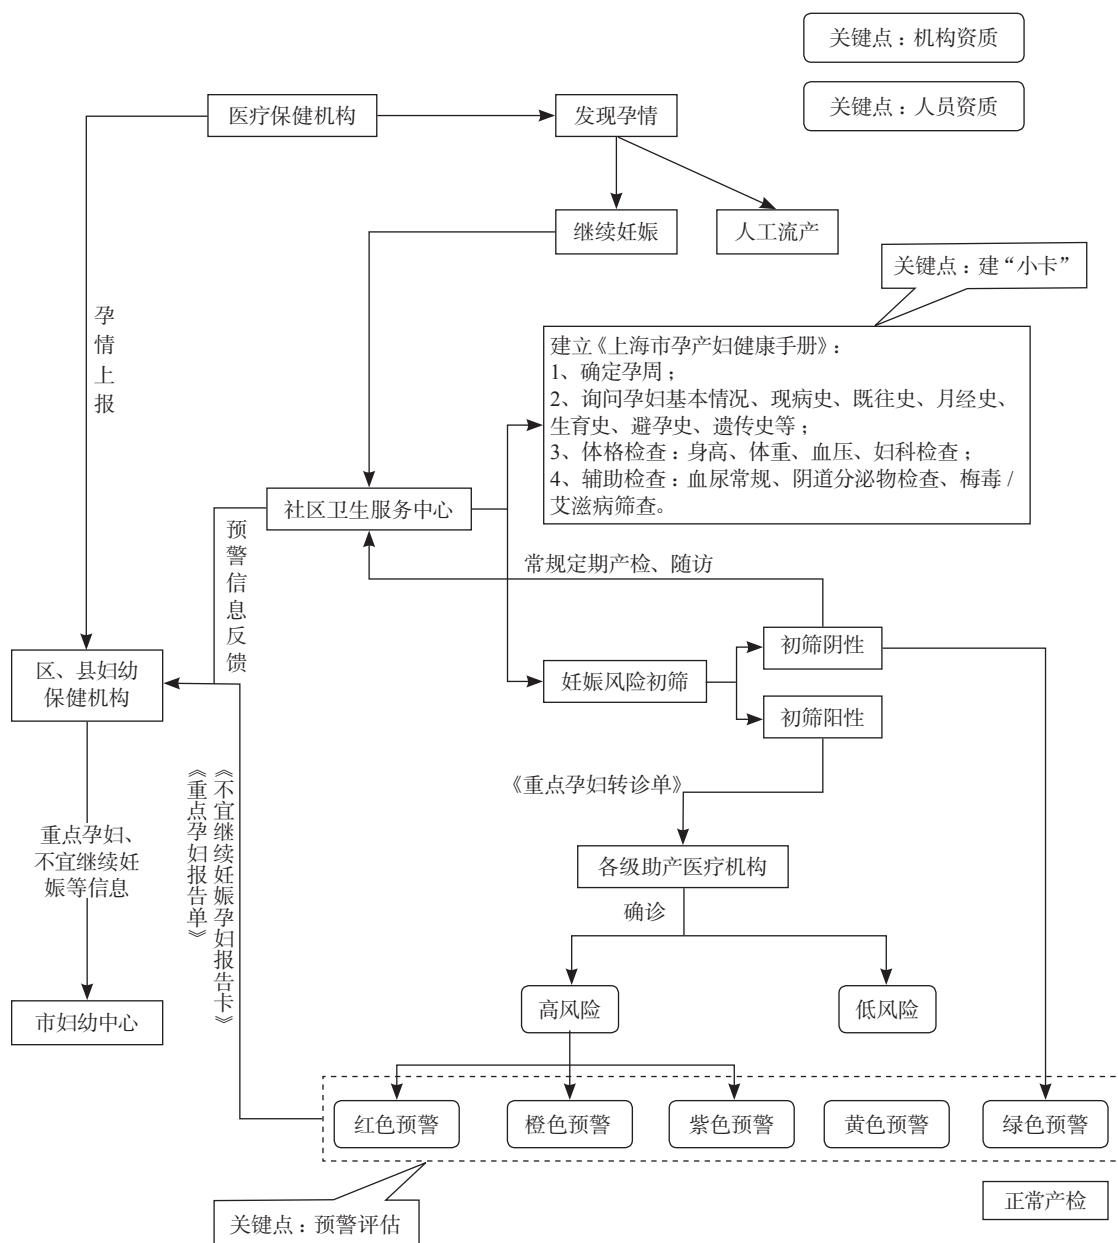 关键点：机构资质
关键点：人员资质
医疗保健机构
发现孕情
继续妊娠
人工流产
关键点：建“小卡”
孕情上报
建立《上海市孕产妇健康手册》：
1、确定孕周；
2、询问孕妇基本情况、现病史、既往史、月经史、
生育史、避孕史、遗传史等；
3、体格检查：身高、体重、血压、妇科检查；
4、辅助检查：血尿常规、阴道分泌物检查、梅毒/
艾滋病筛查。
社区卫生服务中心
预警信息反馈
常规定期产检、随访
区、县妇幼
保健机构
妊娠风险初筛
初筛阴性
初筛阳性
《重点孕妇转诊单》
《不宜继续妊娠孕妇报告卡》
《重点孕妇报告单》
重点孕妇、
不宜继续妊
娠等信息
各级助产医疗机构
确诊
市妇幼中心
高风险
低风险
红色预警
橙色预警
紫色预警
黄色预警
绿色预警
正常产检
关键点：预警评估